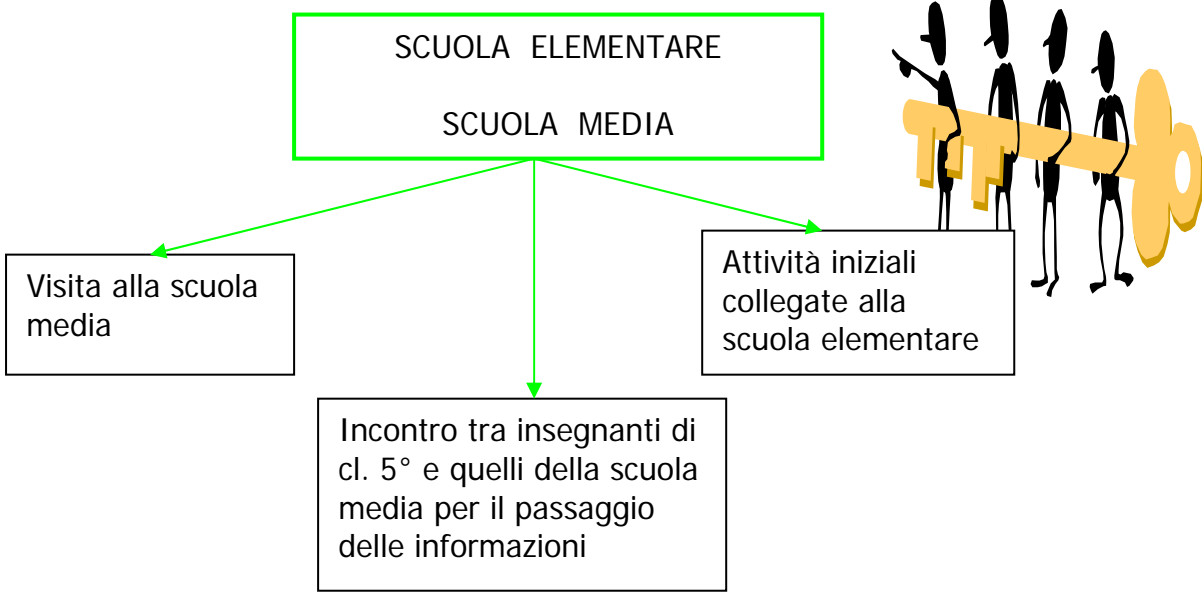 SCUOLA ELEMENTARE
SCUOLA MEDIA
Visita alla scuola
media
Attività iniziali
collegate alla
scuola elementare
Incontro tra insegnanti di
cl. 5° e quelli della scuola
media per il passaggio
delle informazioni